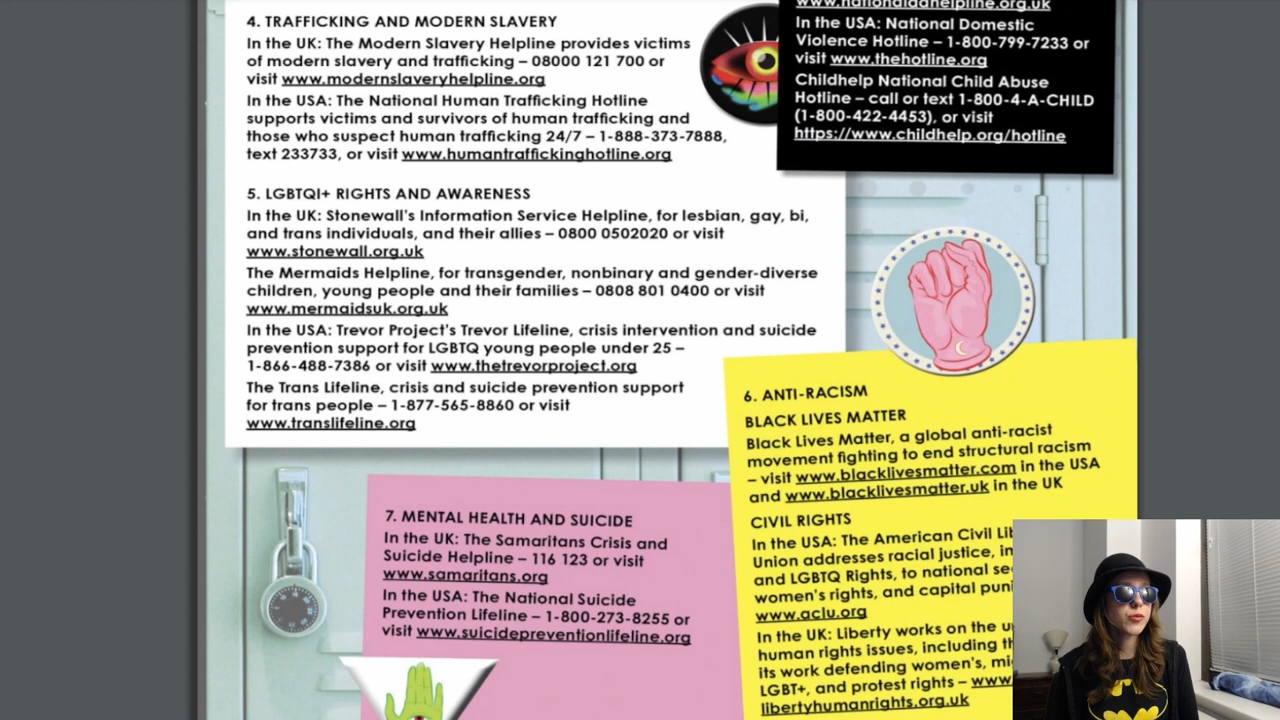 4. TRAFFICKING AND MODERN SLAVERY
In the UK: The Modern Slavery Helpline provides victims
of modern slavery and trafficking – 08000 121 700 or
visit www.modernslaveryhelpline.org
In the USA: The National Human Trafficking Hotline
supports victims and survivors of human trafficking and
those who suspect human trafficking 24/7 – 1-888-373-7888,
text 233733, or visit www.humantraffickinghotline.org
5. LGBTQI+ RIGHTS AND AWARENESS
In the UK: Stonewall's Information Service Helpline, for lesbian, gay, bi,
and trans individuals, and their allies – 0800 0502020 or visit
www.stonewall.org.uk
The Mermaids Helpline, for transgender, nonbinary and gender-diverse
children, young people and their families – 0808 801 0400 or visit
www.mermaidsuk.org.uk
In the USA: Trevor Project's Trevor Lifeline, crisis intervention and suicide
prevention support for LGBTQ young people under 25 –
1-866-488-7386 or visit www.thetrevorproject.org
The Trans Lifeline, crisis and suicide prevention support
for trans people – 1-877-565-8860 or visit
www.translifeline.org
www.nationaldahelpline.org.uk
In the USA: National Domestic
Violence Hotline – 1-800-799-7233 or
visit www.thehotline.org
Childhelp National Child Abuse
Hotline – call or text 1-800-4-A-CHILD
(1-800-422-4453), or visit
https://www.childhelp.org/hotline
6. ANTI-RACISM
BLACK LIVES MATTER
Black Lives Matter, a global anti-racist
movement fighting to end structural racism
– visit www.blacklivesmatter.com in the USA
and www.blacklivesmatter.uk in the UK
CIVIL RIGHTS
In the USA: The American Civil Li
Union addresses racial justice, in
and LGBTQ Rights, to national se
women's rights, and capital pun
www.aclu.org
In the UK: Liberty works on the u
human rights issues, including th
its work defending women's, mi
LGBT+, and protest rights – www
libertyhumanrights.org.uk
7. MENTAL HEALTH AND SUICIDE
In the UK: The Samaritans Crisis and
Suicide Helpline – 116 123 or visit
www.samaritans.org
In the USA: The National Suicide
Prevention Lifeline – 1-800-273-8255 or
visit www.suicidepreventionlifeline.org